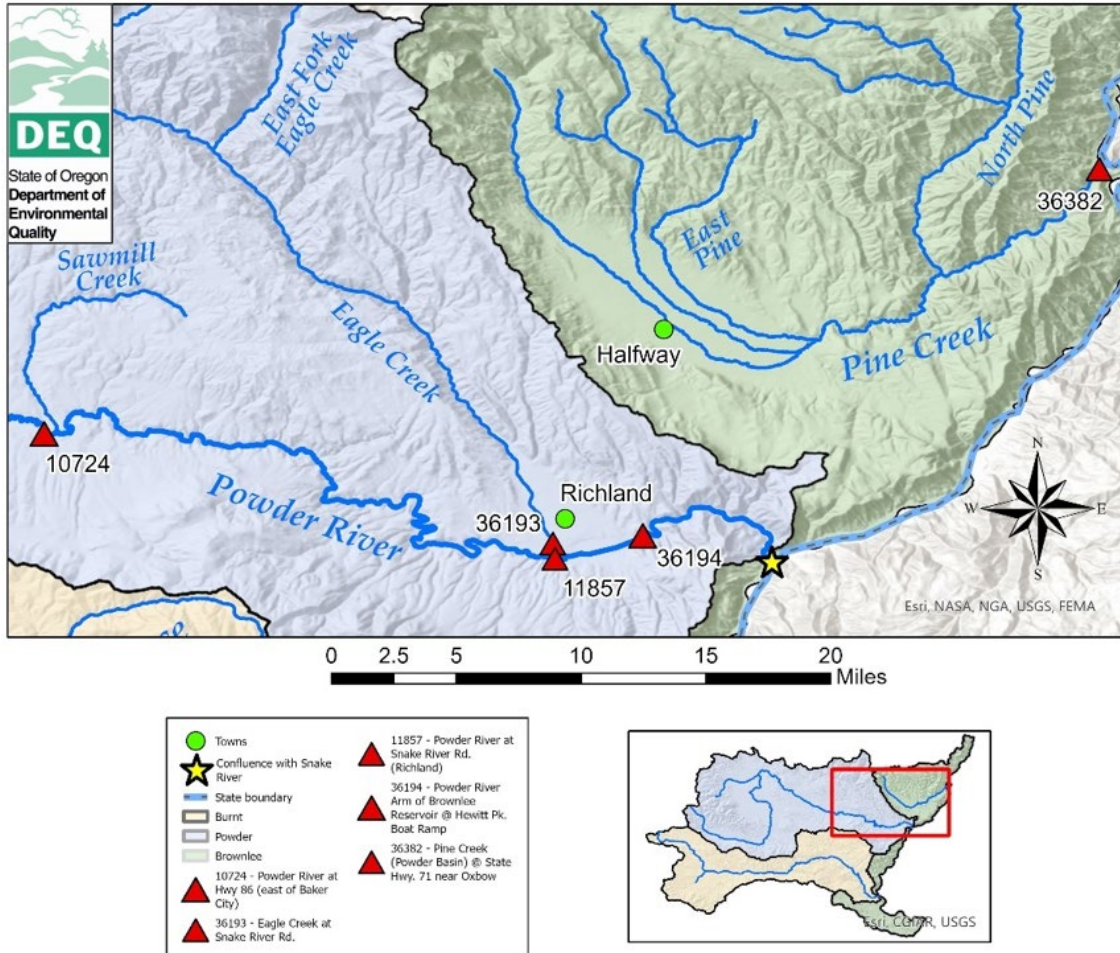 DEQ
State of Oregon
Department of
Environmental
Quality
East Fork
Eagle Creek
North Pine
36382
Sawmill
Creek
East
Pine
Eagle Creek
Halfway
Pine Creek
10724
Powder River
Richland
36193
36194
11857
N
W
E
S
Esri, NASA, NGA, USGS, FEMA
0 2.5 5 10 15 20
Miles
Towns
Confluence with Snake
River
State boundary
Burnt
Powder
Brownlee
10724 - Powder River at
Hwy 86 (east of Baker
City)
36193 - Eagle Creek at
Snake River Rd.
11857 - Powder River at
Snake River Rd.
(Richland)
36194 - Powder River
Arm of Brownlee
Reservoir @ Hewitt Pk.
Boat Ramp
36382 - Pine Creek
(Powder Basin) @ State
Hwy. 71 near Oxbow
Esri, CGIAR, USGS